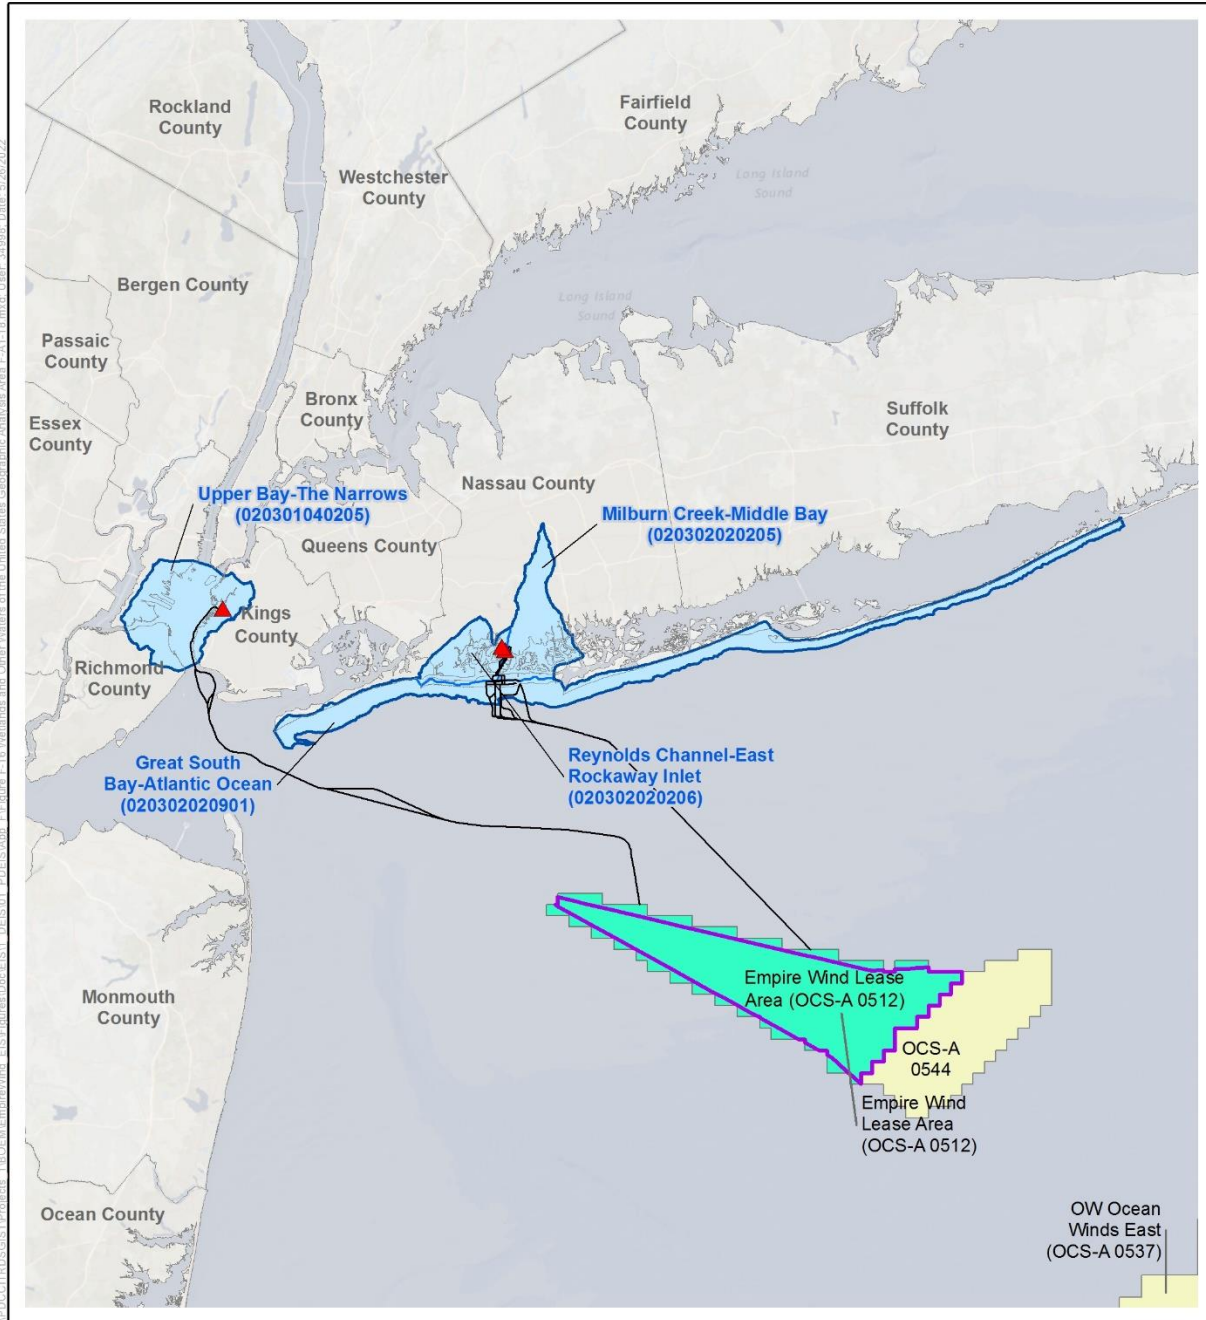 Rockland
County
Fairfield
County
Long Island
Sound
Westchester
County
Bergen County
Long Island
Sound
Passaic
County
Bronx
County
Essex
County
Suffolk
County
Nassau County
Upper Bay-The Narrows
(020301040205)
Milburn Creek-Middle Bay
(020302020205)
Queens County
Kings
County
Richmond
County
Great South
Bay-Atlantic Ocean
(020302020901)
Reynolds Channel-East
Rockaway Inlet
(020302020206)
Empire Wind Lease
Area (OCS-A 0512)
Monmouth
County
OCS-A
0544
Empire Wind
Lease Area
(OCS-A 0512)
Ocean County
OW Ocean
Winds East
(OCS-A 0537)